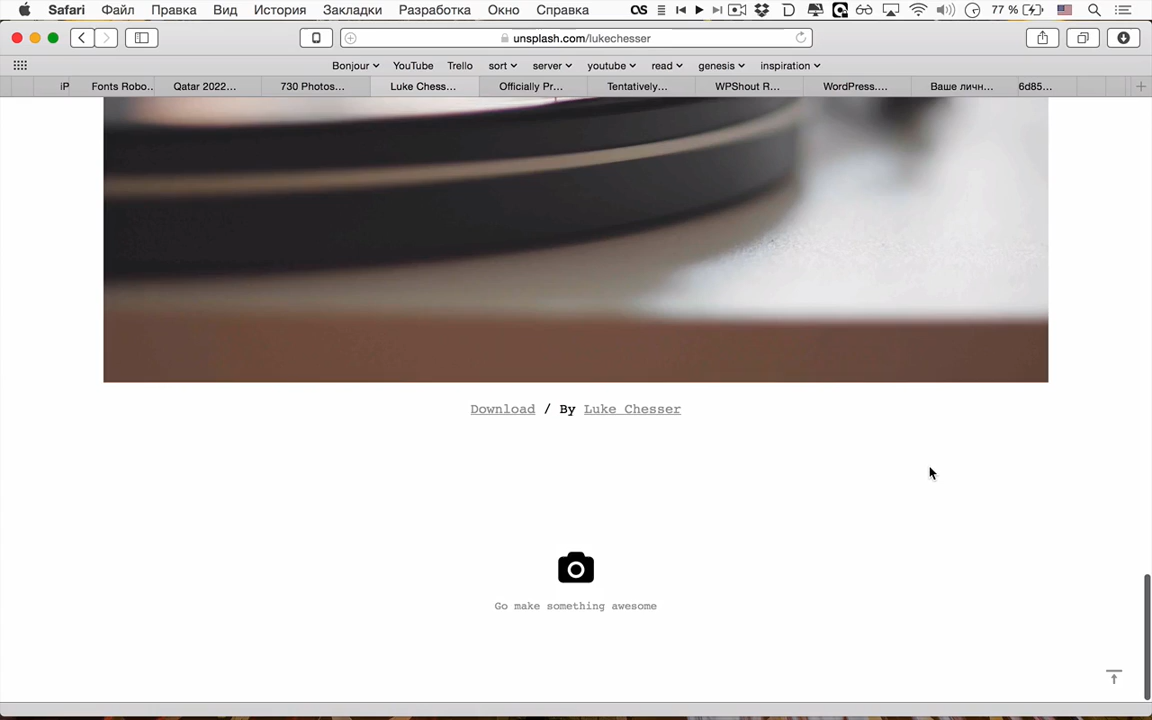 Safari Файл Правка Вид История Закладки Разработка Окно Справка 77 %
unsplash.com/lukechesser
Bonjour YouTube Trello sort server youtube read genesis inspiration
iP Fonts Robo... Qatar 2022... 730 Photos... Luke Chess... Officially Pr... Tentatively... WPShout R... WordPress.... Ваше личн... 6d85...
Download / By Luke Chesser
Go make something awesome